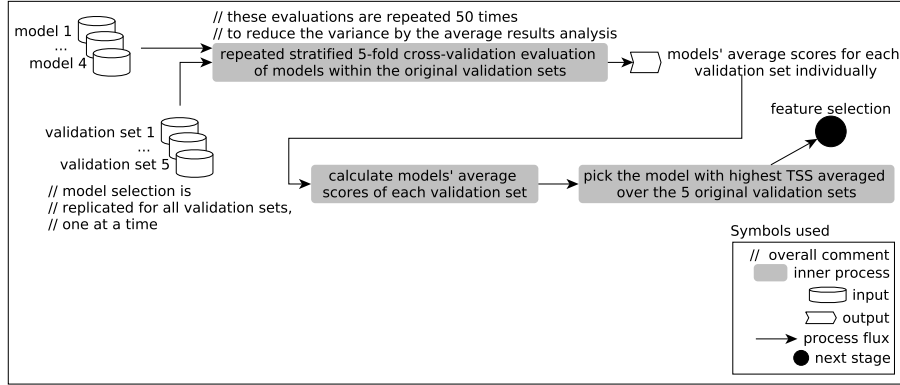 // these evaluations are repeated 50 times
// to reduce the variance by the average results analysis
model 1
...
model 4
repeated stratified 5-fold cross-validation evaluation
of models within the original validation sets
models' average scores for each
validation set individually
validation set 1
...
validation set 5
// model selection is
// replicated for all validation sets,
// one at a time
feature selection
calculate models' average
scores of each validation set
pick the model with highest TSS averaged
over the 5 original validation sets
Symbols used
// overall comment
inner process
input
output
process flux
next stage